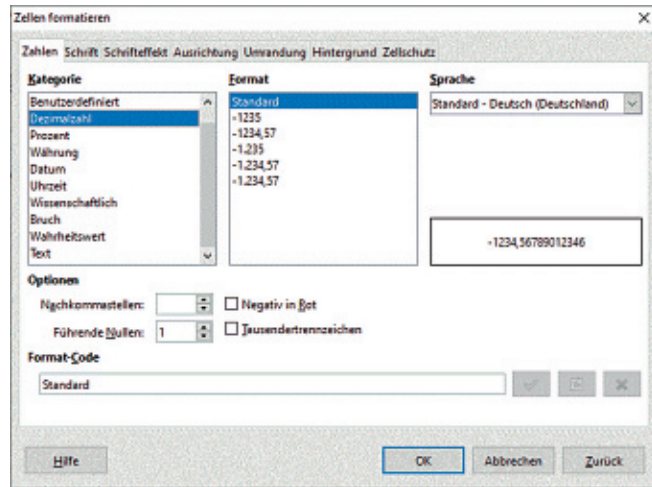 Zellen formatieren
Zahlen Schrift Schrifteffekt Ausrichtung Umrandung Hintergrund Zellschutz
Kategorie
Benutzerdefiniert
Dezimalzahl
Prozent
Währung
Datum
Uhrzeit
Wissenschaftlich
Bruch
Wahrheitswert
Text
Format
Standard
-1235
-1234,57
-1.235
-1.234,57
-1.234,57
Sprache
Standard - Deutsch (Deutschland)
-1234,56789012346
Optionen
Nachkommastellen:
Negativ in Rot
Führende Nullen: 1
Tausendertrennzeichen
Format-Code
Standard
Hilfe
OK
Abbrechen
Zurück